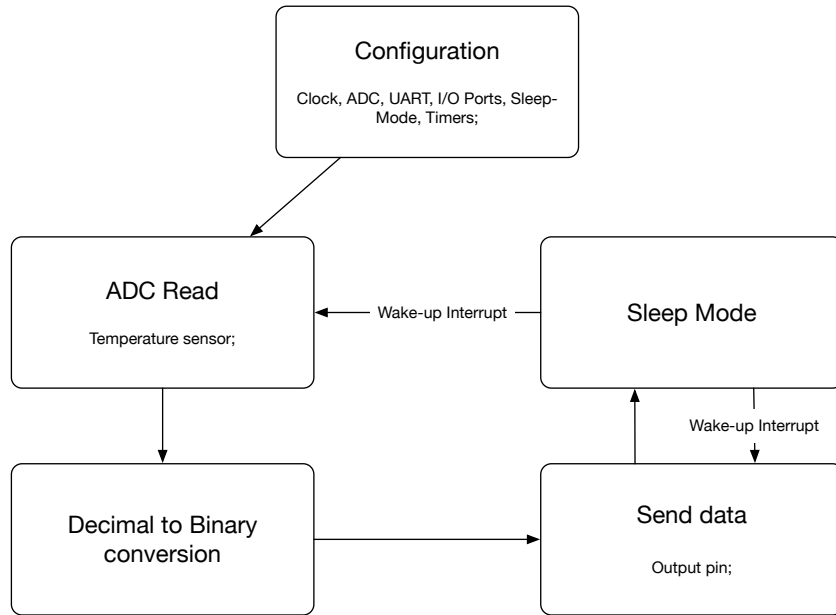 Configuration
Clock, ADC, UART, I/O Ports, Sleep-
Mode, Timers;
ADC Read
Temperature sensor;
Wake-up Interrupt
Sleep Mode
Wake-up Interrupt
Decimal to Binary
conversion
Send data
Output pin;